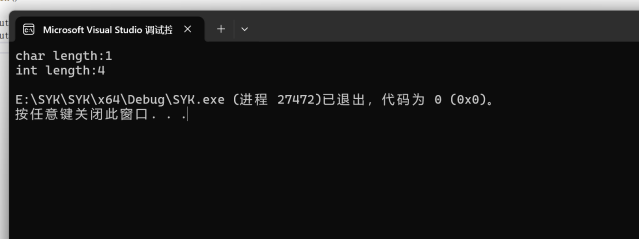 ut
ut
Microsoft Visual Studio 调试控
char length:1
int length:4
E:\SYK\SYK\x64\Debug\SYK.exe (进程 27472)已退出，代码为 0 (0x0)。
按任意键关闭此窗口. . .